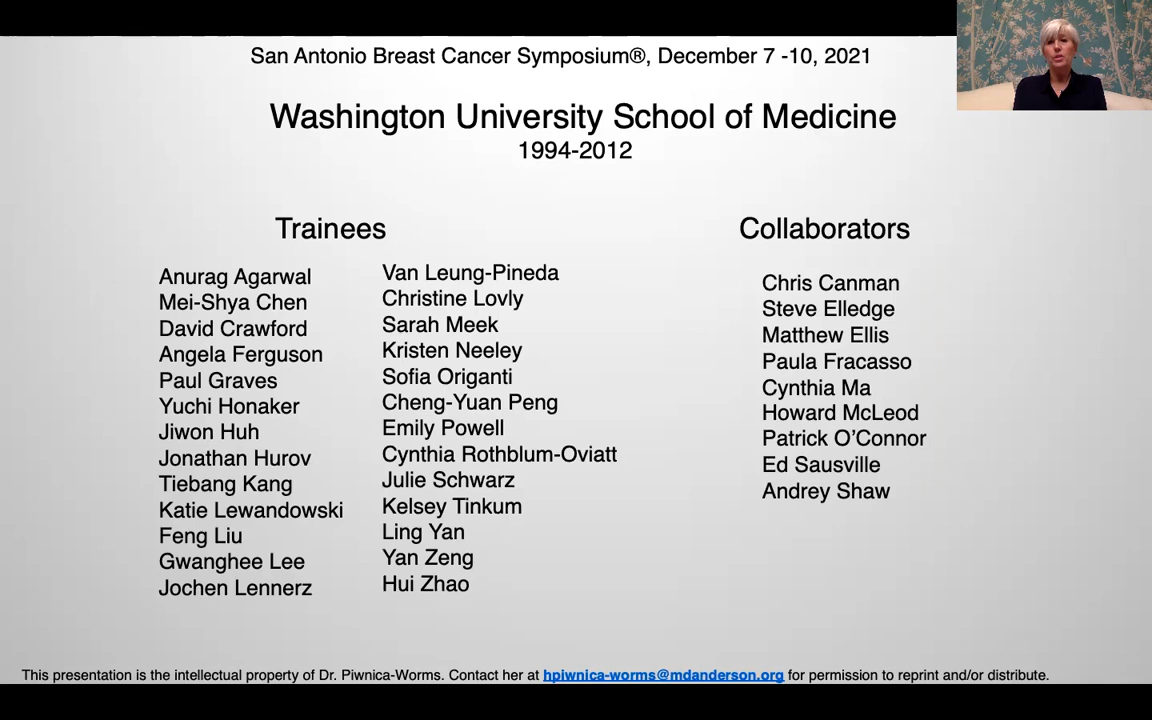 San Antonio Breast Cancer Symposium®, December 7 -10, 2021
Washington University School of Medicine
1994-2012
Trainees
Anurag Agarwal
Mei-Shya Chen
David Crawford
Angela Ferguson
Paul Graves
Yuchi Honaker
Jiwon Huh
Jonathan Hurov
Tiebang Kang
Katie Lewandowski
Feng Liu
Gwanghee Lee
Jochen Lennerz
Van Leung-Pineda
Christine Lovly
Sarah Meek
Kristen Neeley
Sofia Origanti
Cheng-Yuan Peng
Emily Powell
Cynthia Rothblum-Oviatt
Julie Schwarz
Kelsey Tinkum
Ling Yan
Yan Zeng
Hui Zhao
Collaborators
Chris Canman
Steve Elledge
Matthew Ellis
Paula Fracasso
Cynthia Ma
Howard McLeod
Patrick O’Connor
Ed Sausville
Andrey Shaw
This presentation is the intellectual property of Dr. Piwnica-Worms. Contact her at hpiwnica-worms@mdanderson.org for permission to reprint and/or distribute.